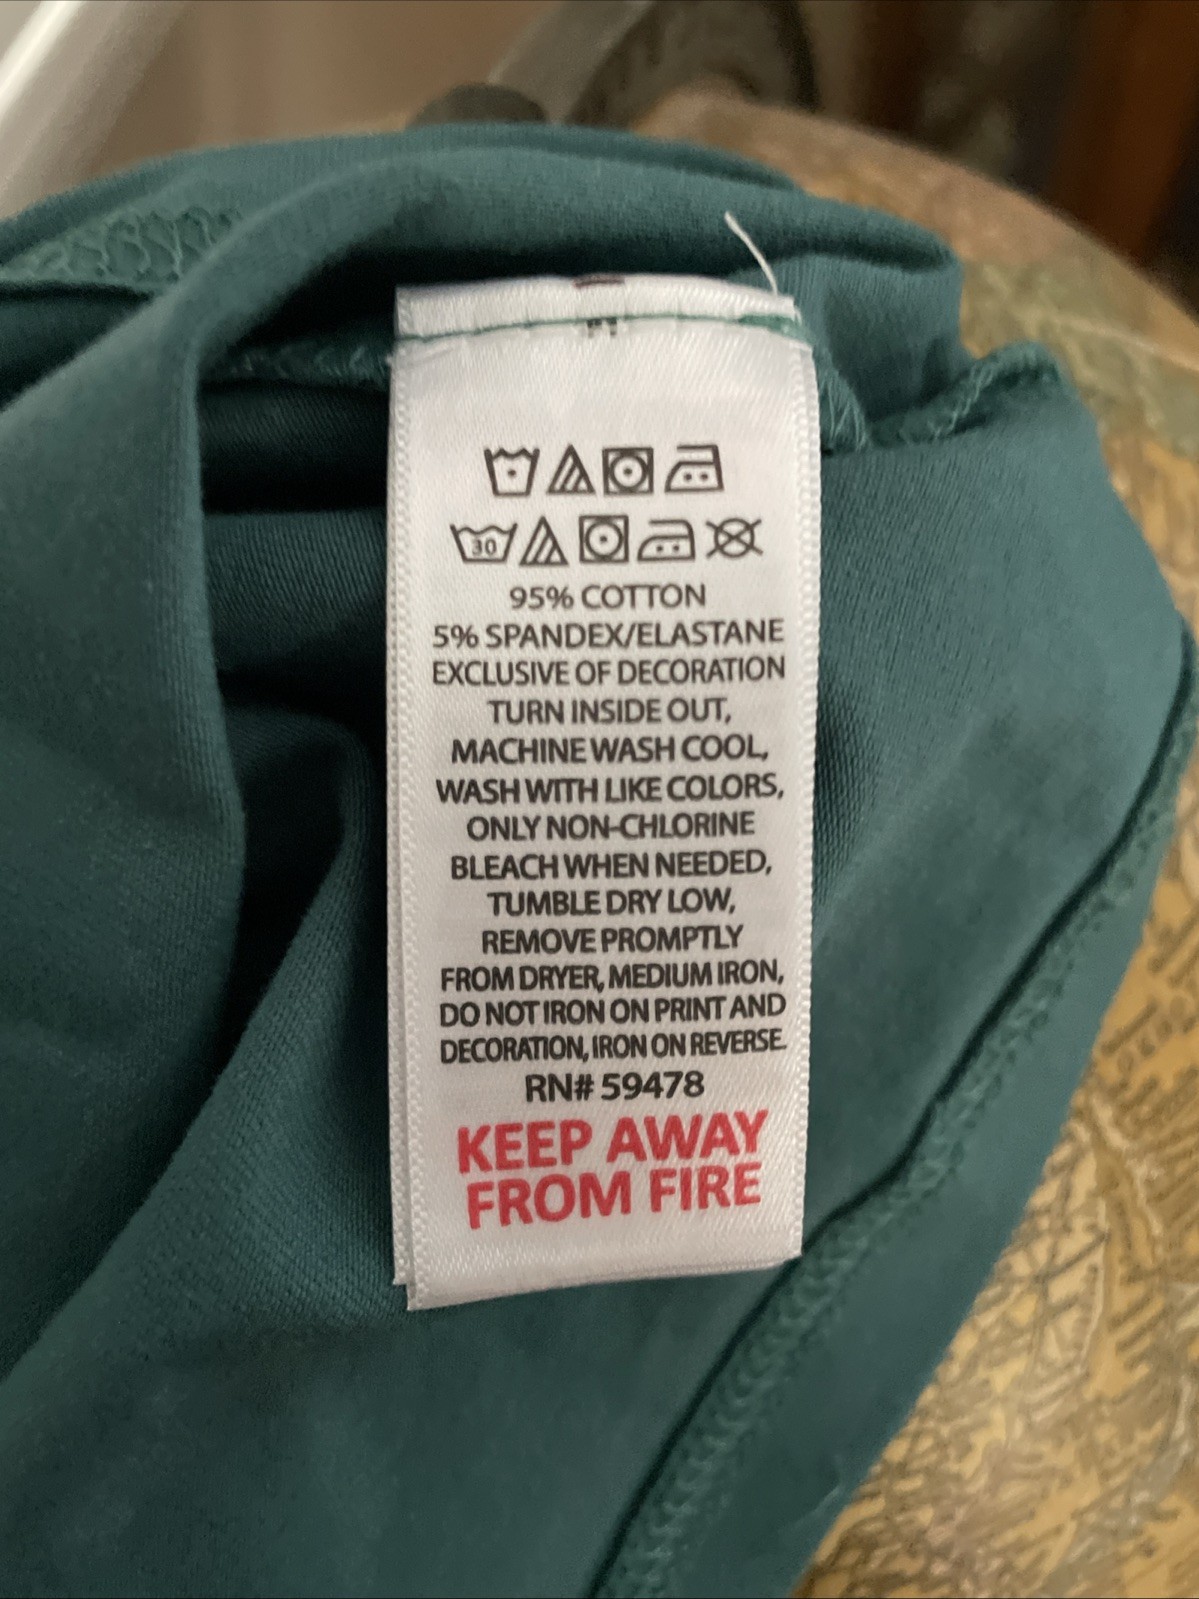 30
95% COTTON
5% SPANDEX/ELASTANE
EXCLUSIVE OF DECORATION
TURN INSIDE OUT,
MACHINE WASH COOL,
WASH WITH LIKE COLORS,
ONLY NON-CHLORINE
BLEACH WHEN NEEDED,
TUMBLE DRY LOW,
REMOVE PROMPTLY
FROM DRYER, MEDIUM IRON,
DO NOT IRON ON PRINT AND
DECORATION, IRON ON REVERSE.
RN# 59478
KEEP AWAY
FROM FIRE